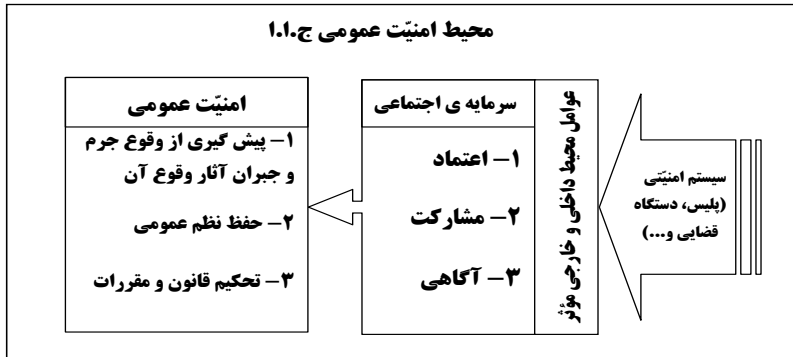 محیط امنیّت عمومی ج.ا.ا
سیستم امنیّتی
(پلیس، دستگاه
قضایی و...)
عوامل محیط داخلی و خارجی مؤثر
سرمایه ی اجتماعی
۱– اعتماد
۲– مشارکت
۳– آگاهی
امنیّت عمومی
۱– پیش گیری از وقوع جرم
و جبران آثار وقوع آن
۲– حفظ نظم عمومی
۳– تحکیم قانون و مقررات